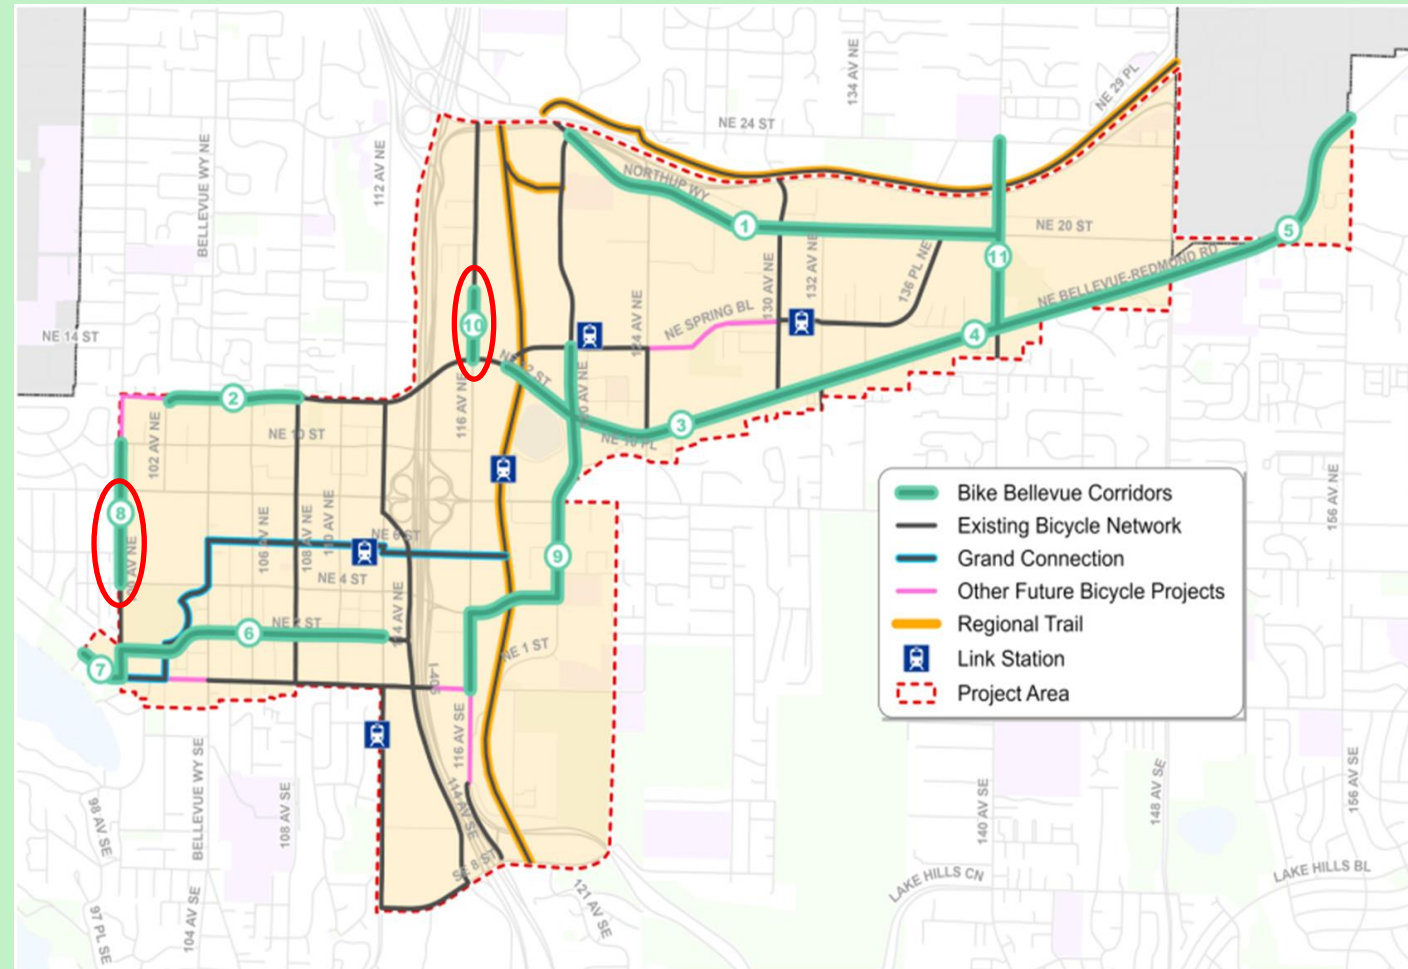 134 AV NE
NE 29 PL
NE 24 ST
BELLEVUE WY NE
112 AV NE
NORTHUP WY
1
NE 20 ST
5
11
132 AV NE
136 PL NE
130 AV NE
NE BELLEVUE-REDMOND RD
10
124 AV NE
NE SPRING BL
NE 14 ST
4
116 AV NE
2
3
102 AV NE
NE 10 ST
8
106 AV NE
108 AV NE
110 AV NE
NE 6 ST
9
NE 4 ST
NE 2 ST
6
NE 1 ST
7
I-405
116 AV SE
114 AV SE
BELLEVUE WY SE
108 AV SE
98 AV SE
SE 8 ST
121 AV SE
104 AV SE
97 PL SE
Bike Bellevue Corridors
Existing Bicycle Network
Grand Connection
Other Future Bicycle Projects
Regional Trail
Link Station
Project Area
156 AV NE
140 AV SE
148 AV SE
156 AV SE
LAKE HILLS CN
LAKE HILLS BL